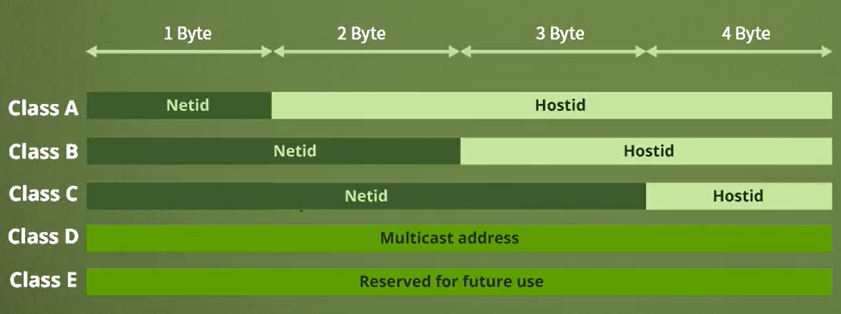 1 Byte 2 Byte 3 Byte 4 Byte
Class A Netid Hostid
Class B Netid Hostid
Class C Netid Hostid
Class D Multicast address
Class E Reserved for future use